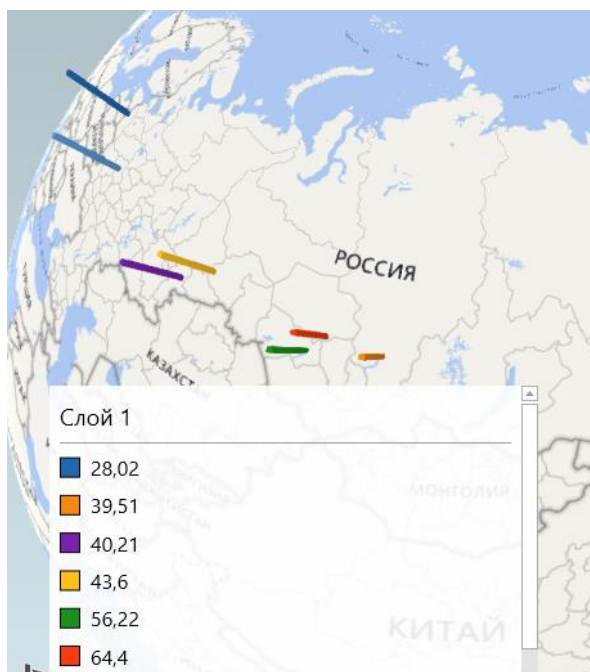 РОССИЯ
КАЗАХСТАН
Слой 1
28,02
39,51
40,21
МОНГОЛИЯ
43,6
56,22
КИТАЙ
64,4